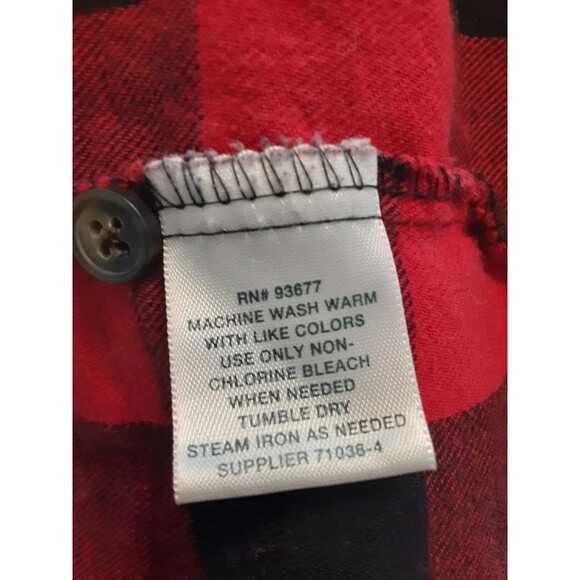 RN# 93677
MACHINE WASH WARM
WITH LIKE COLORS
USE ONLY NON-
CHLORINE BLEACH
WHEN NEEDED
TUMBLE DRY
STEAM IRON AS NEEDED
SUPPLIER 71038-4